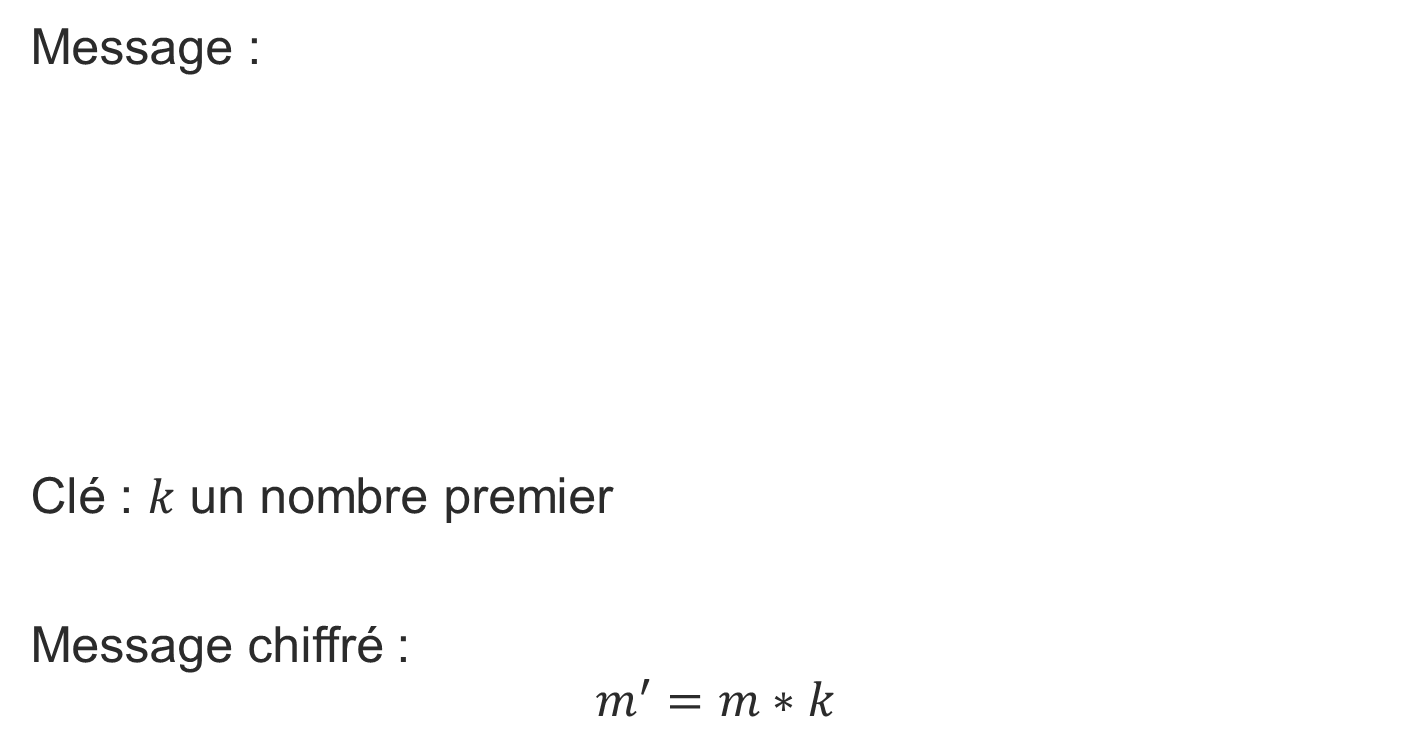 Message :
Clé : k un nombre premier
Message chiffré :
m′ = m ∗ k